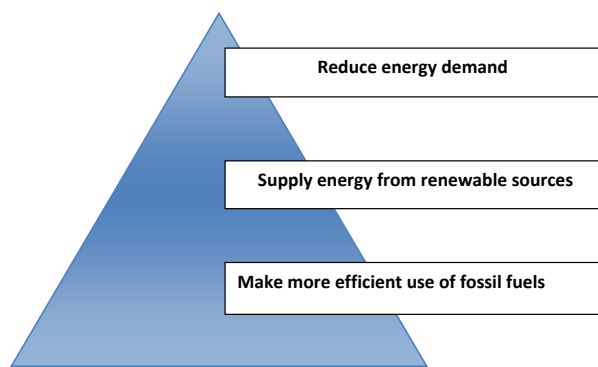 Reduce energy demand
Supply energy from renewable sources
Make more efficient use of fossil fuels